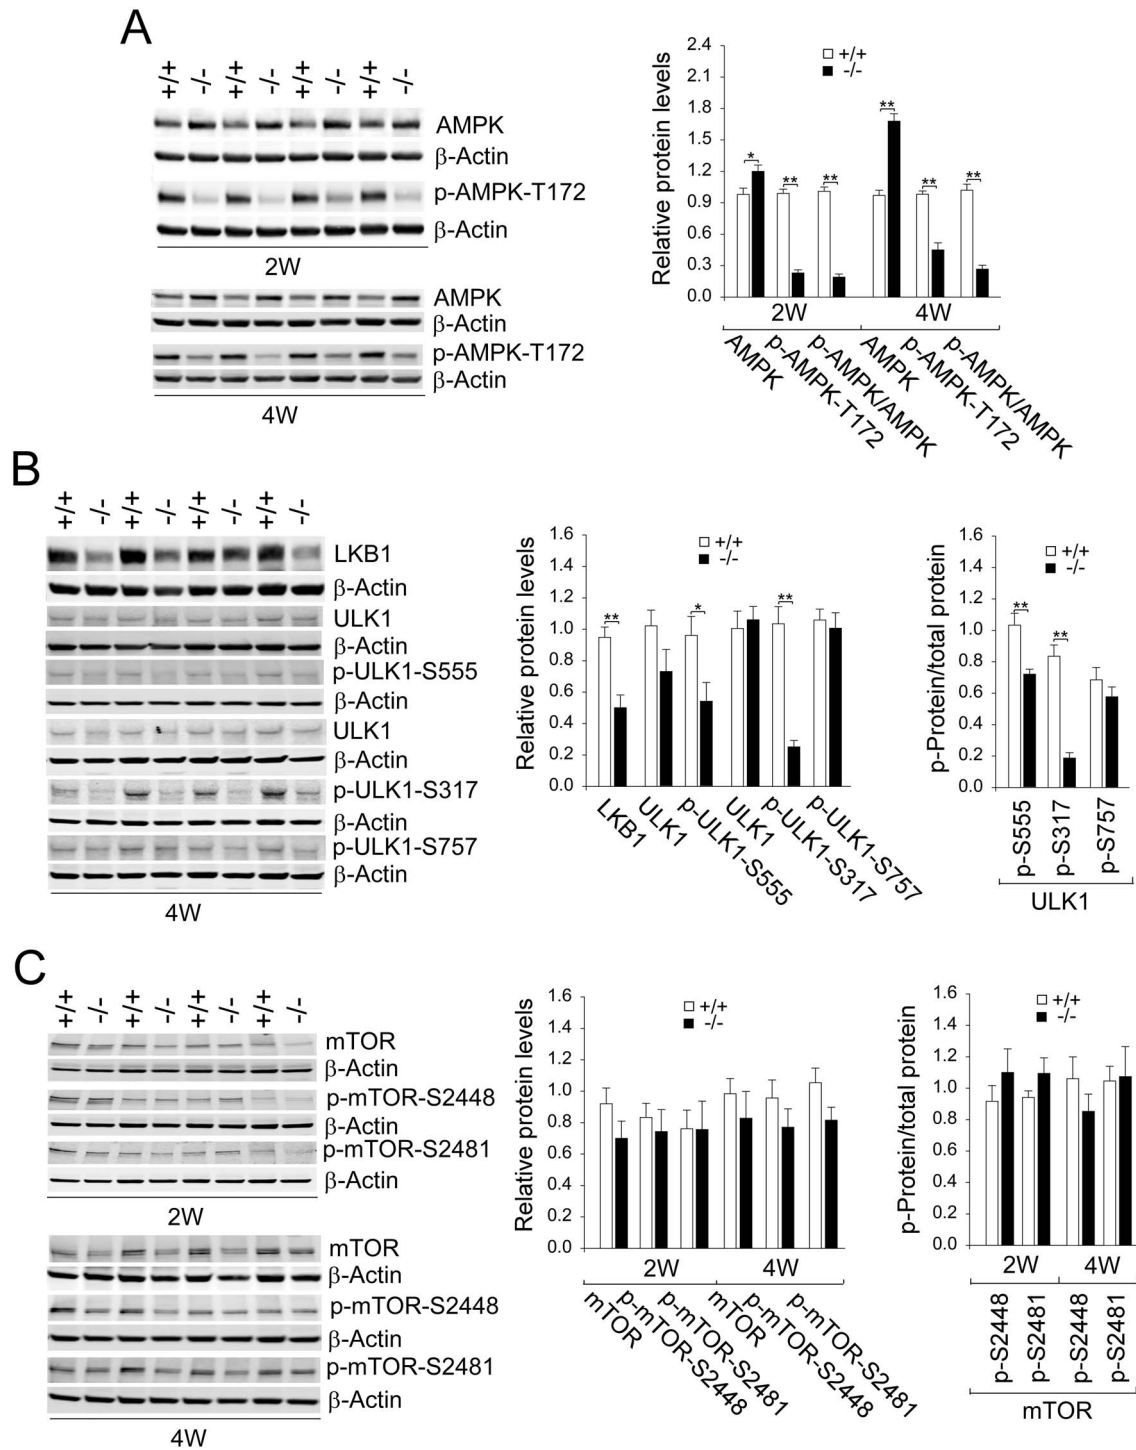 A
+/+ -/- +/+ -/- +/+ -/- +/+ -/-
AMPK
β-Actin
p-AMPK-T172
β-Actin
2W
AMPK
β-Actin
p-AMPK-T172
β-Actin
4W
Relative protein levels
2.4
2.1
1.8
1.5
1.2
0.9
0.6
0.3
0.0
+/+
-/-
* ** ** ** ** **
2W 4W
AMPK
p-AMPK-T172
p-AMPK/AMPK
AMPK
p-AMPK-T172
p-AMPK/AMPK
B
+/+ -/- +/+ -/- +/+ -/- +/+ -/-
LKB1
β-Actin
ULK1
β-Actin
p-ULK1-S555
β-Actin
ULK1
β-Actin
p-ULK1-S317
β-Actin
p-ULK1-S757
β-Actin
4W
Relative protein levels
1.6
1.4
1.2
1.0
0.8
0.6
0.4
0.2
0.0
+/+
-/-
** * **
LKB1
ULK1
p-ULK1-S555
ULK1
p-ULK1-S317
p-ULK1-S757
p-Protein/total protein
1.6
1.4
1.2
1.0
0.8
0.6
0.4
0.2
0.0
+/+
-/-
** **
p-S555
p-S317
p-S757
ULK1
C
+/+ -/- +/+ -/- +/+ -/- +/+ -/-
mTOR
β-Actin
p-mTOR-S2448
β-Actin
p-mTOR-S2481
β-Actin
2W
mTOR
β-Actin
p-mTOR-S2448
β-Actin
p-mTOR-S2481
β-Actin
4W
Relative protein levels
1.6
1.4
1.2
1.0
0.8
0.6
0.4
0.2
0.0
+/+
-/-
2W 4W
mTOR
p-mTOR-S2448
p-mTOR-S2481
mTOR
p-mTOR-S2448
p-mTOR-S2481
p-Protein/total protein
1.6
1.4
1.2
1.0
0.8
0.6
0.4
0.2
0.0
+/+
-/-
2W 4W
p-S2448
p-S2481
p-S2448
p-S2481
mTOR